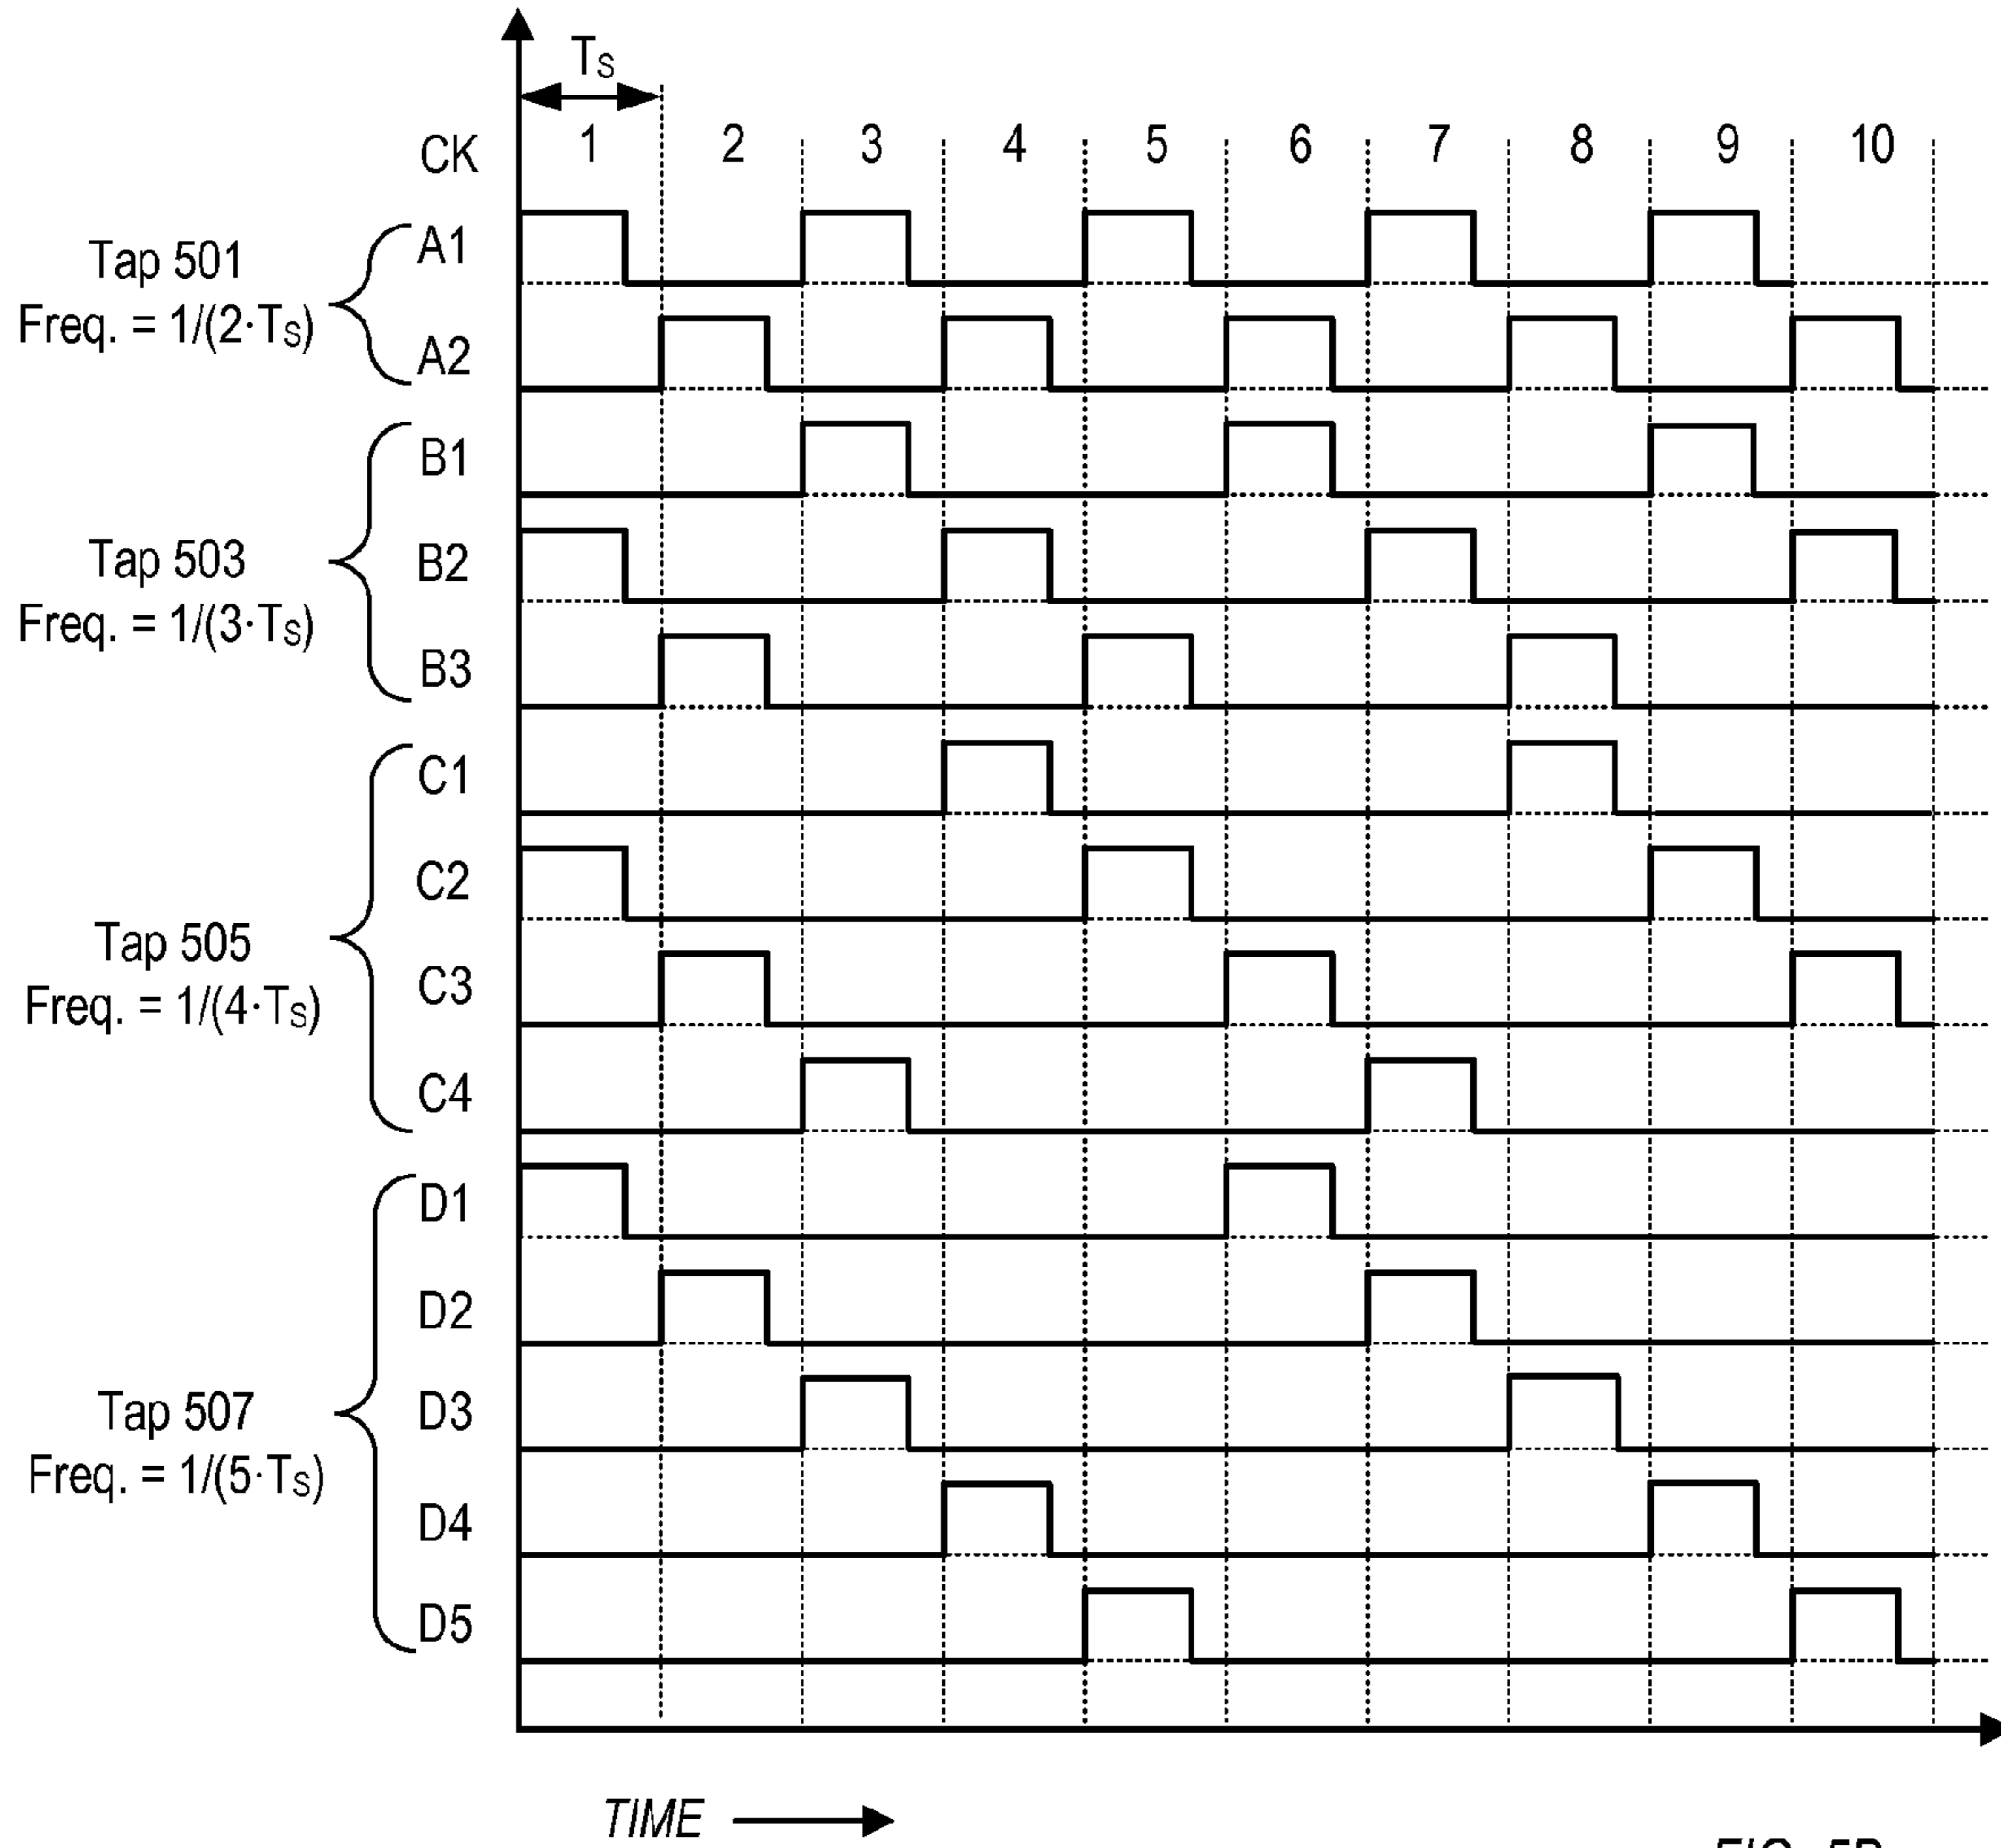 Ts
CK 1 2 3 4 5 6 7 8 9 10
Tap 501
Freq. = 1/(2·Ts)
A1
A2
Tap 503
Freq. = 1/(3·Ts)
B1
B2
B3
Tap 505
Freq. = 1/(4·Ts)
C1
C2
C3
C4
Tap 507
Freq. = 1/(5·Ts)
D1
D2
D3
D4
D5
TIME